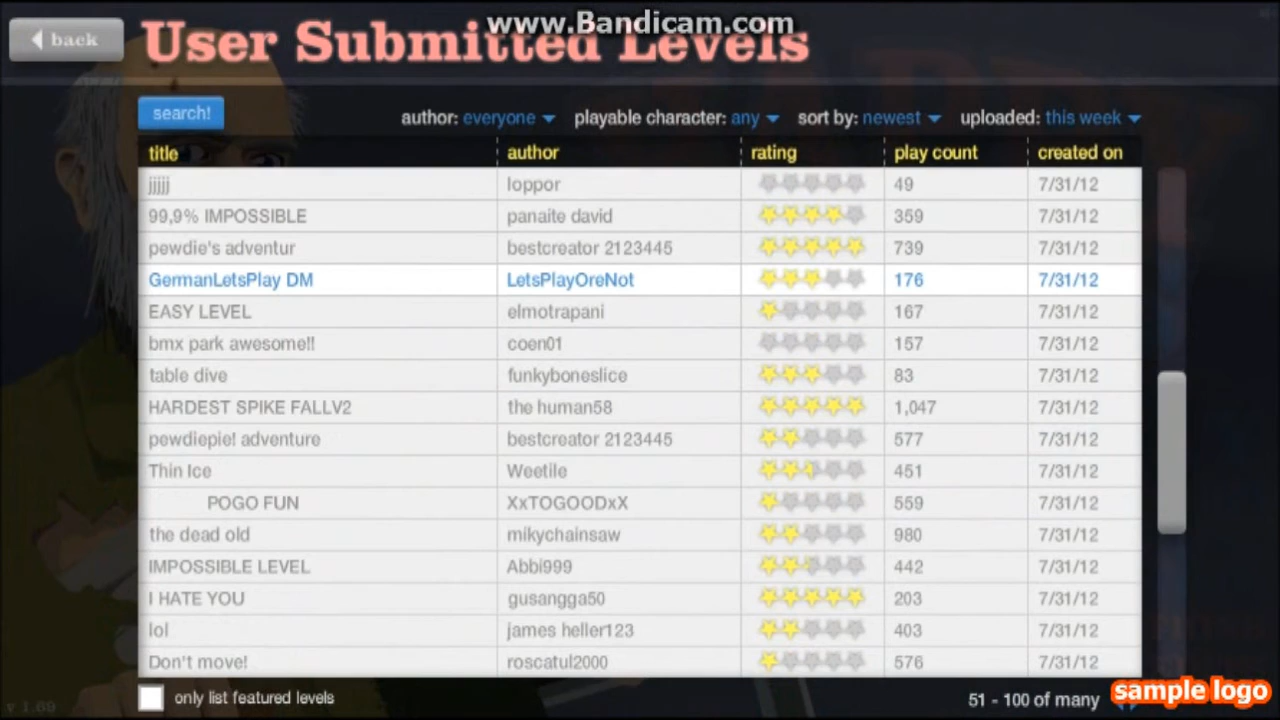 www.Bandicam.com
back
User Submitted Levels
search!
author: everyone playable character: any sort by: newest uploaded: this week
title author rating play count created on
jjjjj loppor 49 7/31/12
99,9% IMPOSSIBLE panaite david 359 7/31/12
pewdie's adventur bestcreator 2123445 739 7/31/12
GermanLetsPlay DM LetsPlayOreNot 176 7/31/12
EASY LEVEL elmotrapani 167 7/31/12
bmx park awesome!! coen01 157 7/31/12
table dive funkyboneslice 83 7/31/12
HARDEST SPIKE FALLV2 the human58 1,047 7/31/12
pewdiepie! adventure bestcreator 2123445 577 7/31/12
Thin Ice Weetile 451 7/31/12
POGO FUN XxTOGOODxX 559 7/31/12
the dead old mikychainsaw 980 7/31/12
IMPOSSIBLE LEVEL Abbi999 442 7/31/12
I HATE YOU gusangga50 203 7/31/12
lol james heller123 403 7/31/12
Don't move! roscatul2000 576 7/31/12
only list featured levels
51 - 100 of many
sample logo
v 1.69